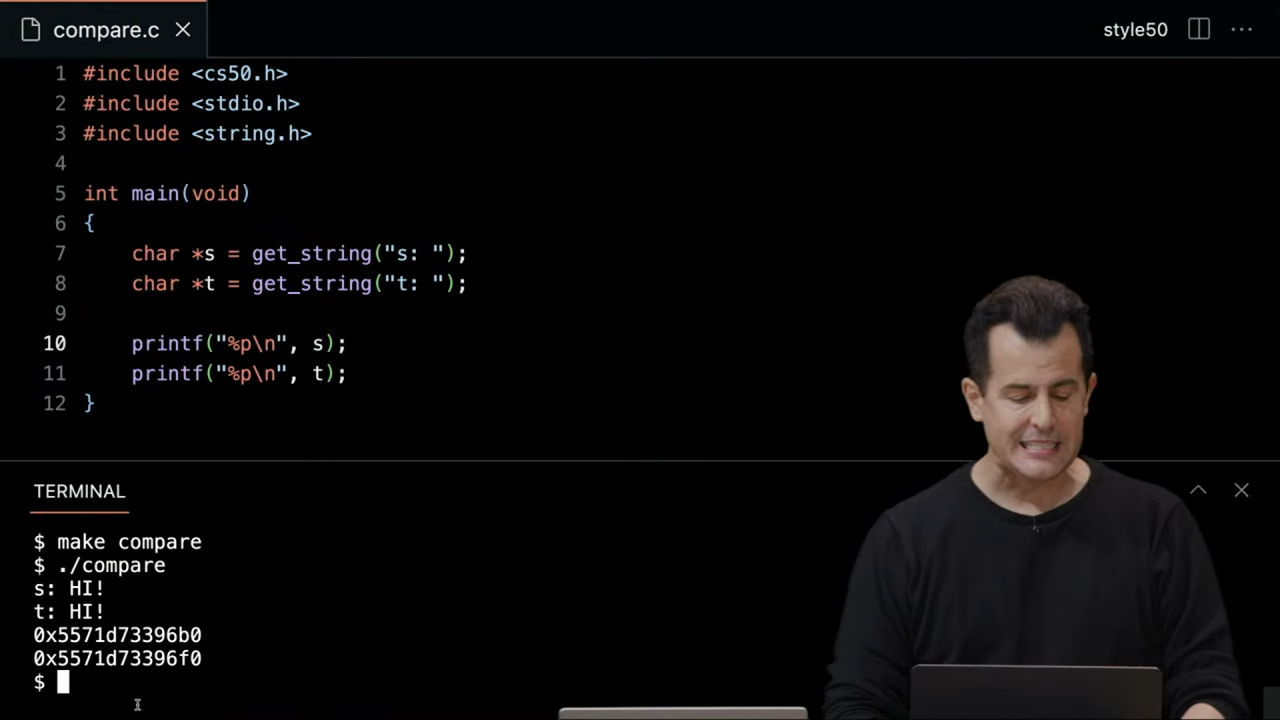 compare.c
style50
1 #include <cs50.h>
2 #include <stdio.h>
3 #include <string.h>
4
5 int main(void)
6 {
7     char *s = get_string("s: ");
8     char *t = get_string("t: ");
9
10     printf("%p\n", s);
11     printf("%p\n", t);
12 }
TERMINAL
$ make compare
$ ./compare
s: HI!
t: HI!
0x5571d73396b0
0x5571d73396f0
$